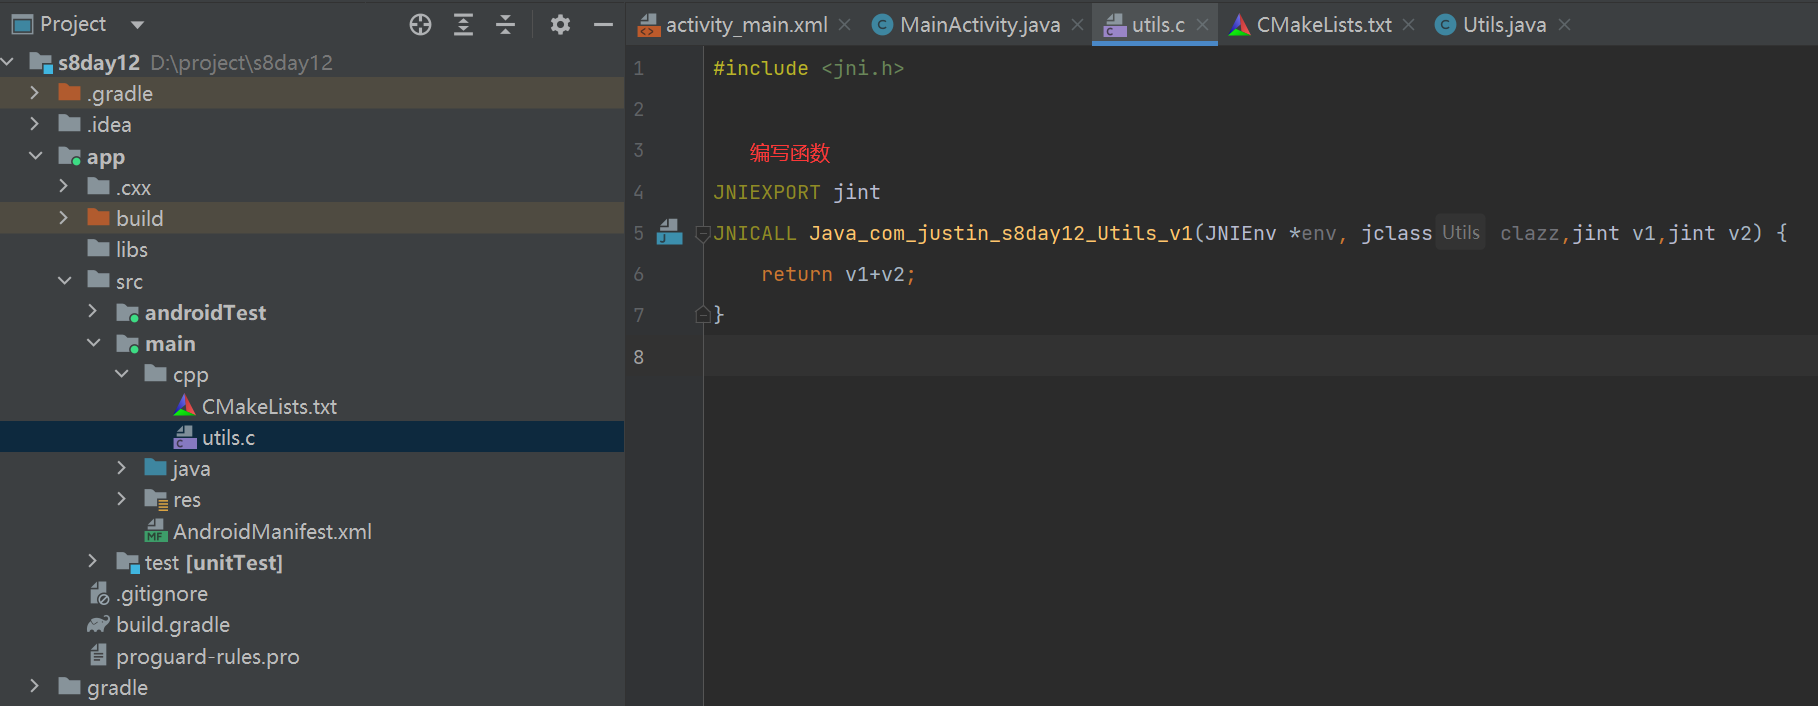 Project
s8day12 D:\project\s8day12
.gradle
.idea
app
.cxx
build
libs
src
androidTest
main
cpp
CMakeLists.txt
utils.c
java
res
AndroidManifest.xml
test [unitTest]
.gitignore
build.gradle
proguard-rules.pro
gradle
activity_main.xml MainActivity.java utils.c CMakeLists.txt Utils.java
1 #include <jni.h>
2
3 编写函数
4 JNIEXPORT jint
5 JNICALL Java_com_justin_s8day12_Utils_v1(JNIEnv *env, jclass Utils clazz,jint v1,jint v2) {
6 return v1+v2;
7 }
8